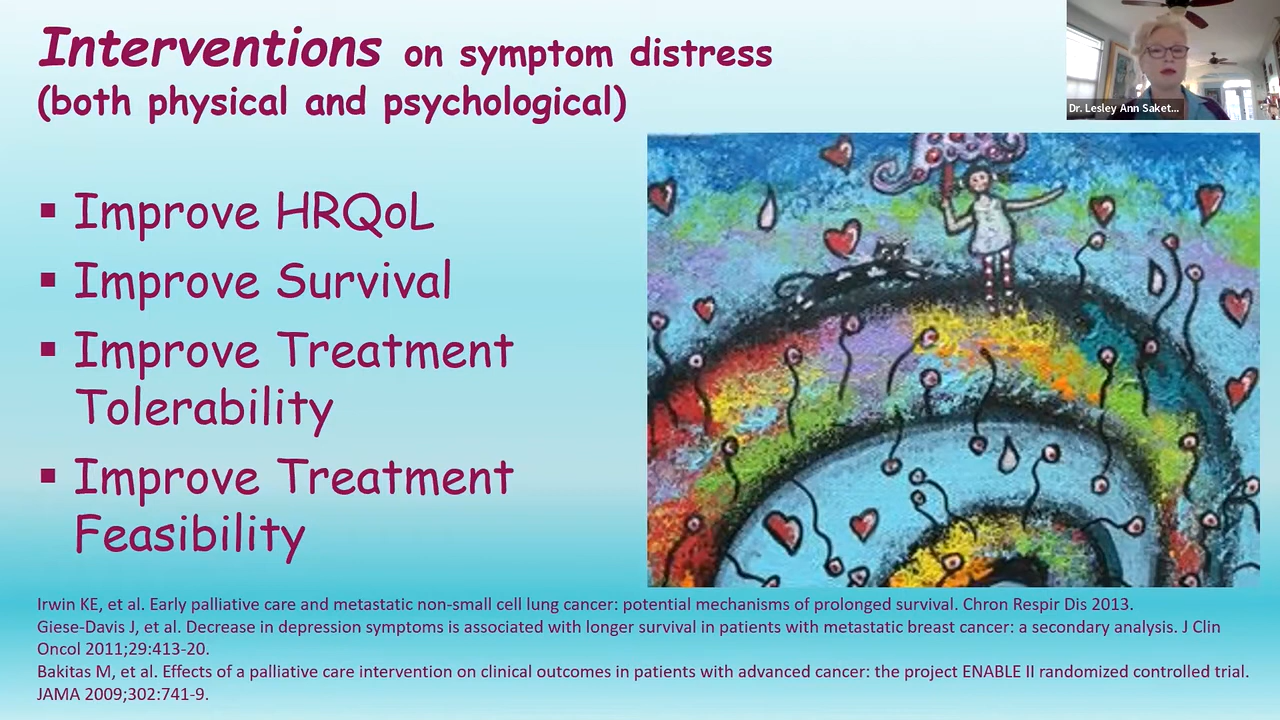 Interventions on symptom distress
(both physical and psychological)
Dr. Lesley Ann Saket...
▪ Improve HRQoL
▪ Improve Survival
▪ Improve Treatment
Tolerability
▪ Improve Treatment
Feasibility
Irwin KE, et al. Early palliative care and metastatic non-small cell lung cancer: potential mechanisms of prolonged survival. Chron Respir Dis 2013.
Giese-Davis J, et al. Decrease in depression symptoms is associated with longer survival in patients with metastatic breast cancer: a secondary analysis. J Clin
Oncol 2011;29:413-20.
Bakitas M, et al. Effects of a palliative care intervention on clinical outcomes in patients with advanced cancer: the project ENABLE II randomized controlled trial.
JAMA 2009;302:741-9.